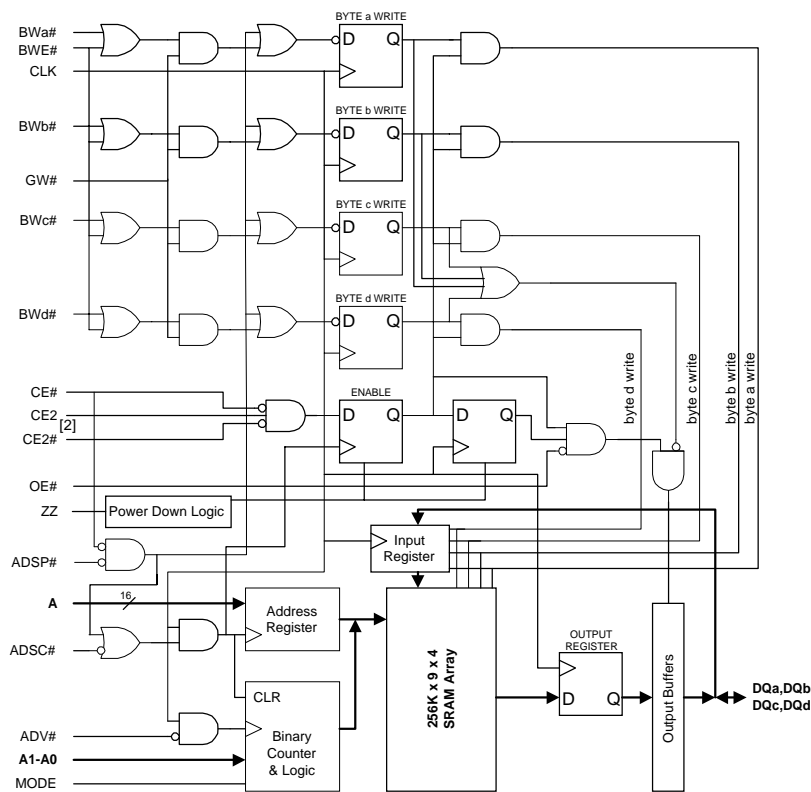 BYTE a WRITE
BWa#
D Q
BWE#
CLK
BYTE b WRITE
BWb#
D Q
GW#
BYTE c WRITE
BWc#
D Q
BYTE d WRITE
BWd#
D Q
byte d write
byte c write
byte b write
byte a write
CE#
ENABLE
CE2
D Q
D Q
[2]
CE2#
OE#
ZZ
Power Down Logic
Input
Register
ADSP#
A
16
Address
Register
ADSC#
256K x 9 x 4
SRAM Array
OUTPUT
REGISTER
D Q
Output Buffers
DQa,DQb
DQc,DQd
CLR
ADV#
Binary
Counter
& Logic
A1-A0
MODE